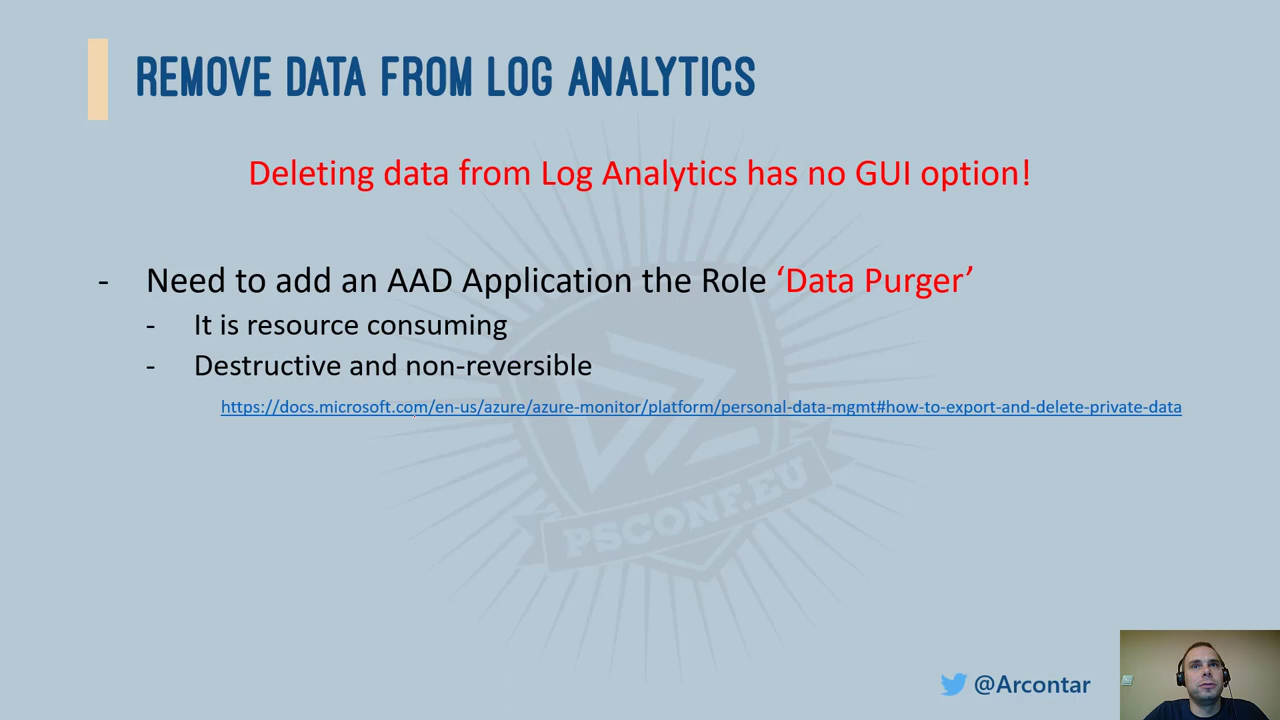 REMOVE DATA FROM LOG ANALYTICS
Deleting data from Log Analytics has no GUI option!
- Need to add an AAD Application the Role ‘Data Purger’
- It is resource consuming
- Destructive and non-reversible
https://docs.microsoft.com/en-us/azure/azure-monitor/platform/personal-data-mgmt#how-to-export-and-delete-private-data
PSCONF.EU
@Arcontar